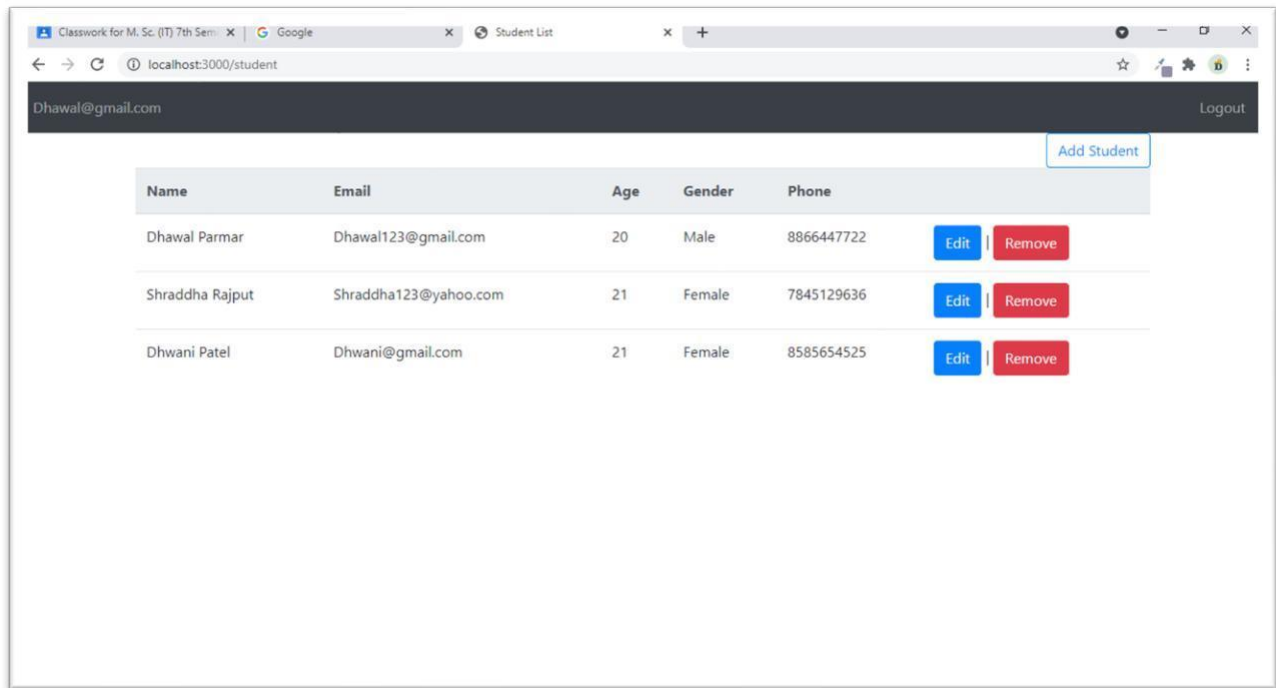 Classwork for M. Sc. (IT) 7th Sem Google Student List
localhost:3000/student
Dhawal@gmail.com Logout
Add Student
Name Email Age Gender Phone
Dhawal Parmar Dhawal123@gmail.com 20 Male 8866447722 Edit | Remove
Shraddha Rajput Shraddha123@yahoo.com 21 Female 7845129636 Edit | Remove
Dhwani Patel Dhwani@gmail.com 21 Female 8585654525 Edit | Remove